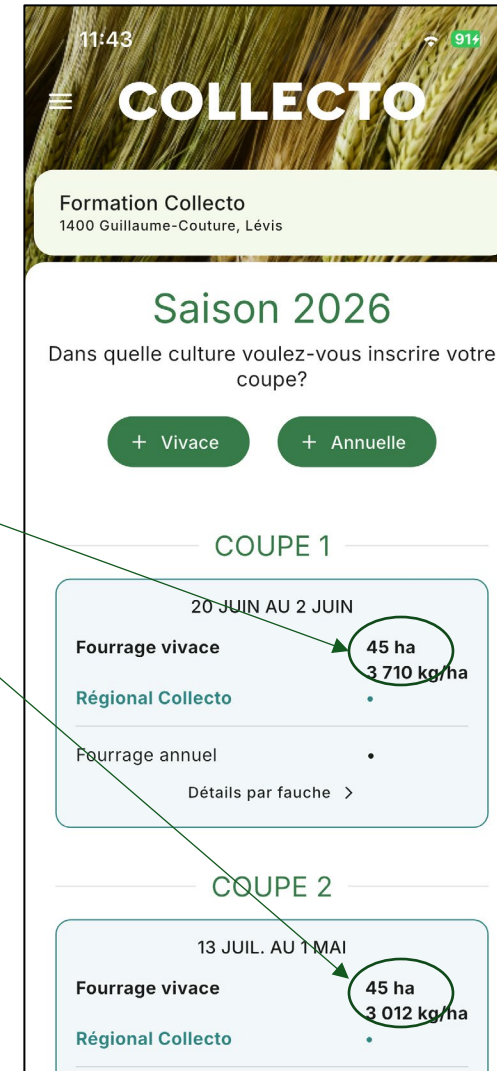 11:43
91
COLLECTO
Formation Collecto
1400 Guillaume-Couture, Lévis
Saison 2026
Dans quelle culture voulez-vous inscrire votre
coupe?
+ Vivace
+ Annuelle
COUPE 1
20 JUIN AU 2 JUIN
Fourrage vivace 45 ha
3 710 kg/ha
Régional Collecto •
Fourrage annuel •
Détails par fauche >
COUPE 2
13 JUIL. AU 1 MAI
Fourrage vivace 45 ha
3 012 kg/ha
Régional Collecto •